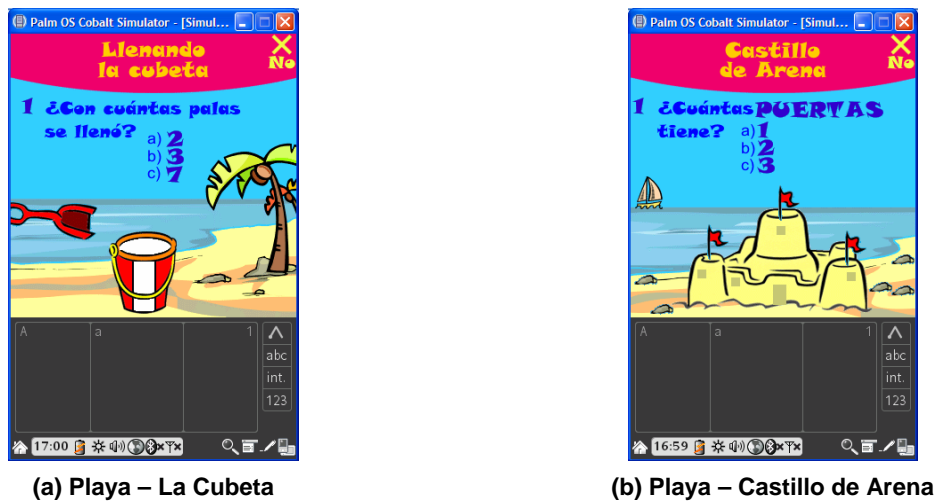 Palm OS Cobalt Simulator - [Simul...
Llenando
la cubeta
No
1 ¿Con cuántas palas
se llenó?
a) 2
b) 3
c) 7
A a 1
abc
int.
123
17:00
(a) Playa – La Cubeta
Palm OS Cobalt Simulator - [Simul...
Castillo
de Arena
No
1 ¿Cuántas PUERTAS
tiene? a) 1
b) 2
c) 3
A a 1
abc
int.
123
16:59
(b) Playa – Castillo de Arena